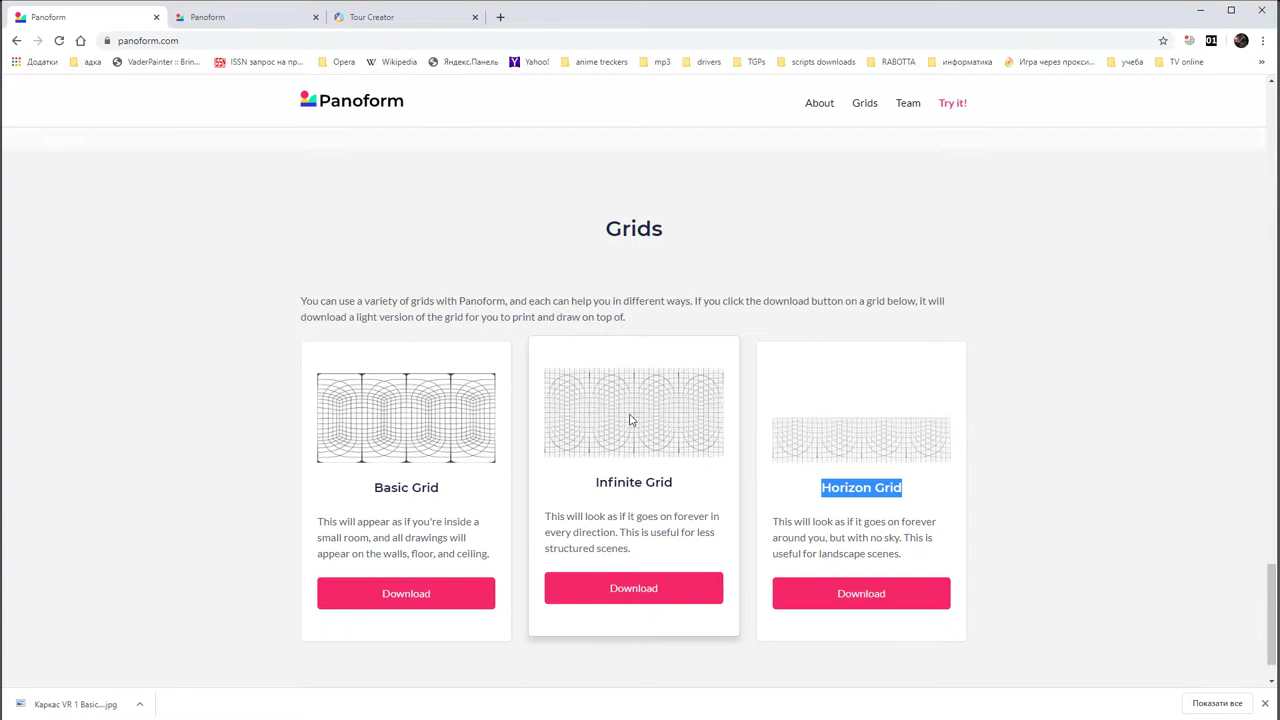 Panoform
Panoform
Tour Creator
panoform.com
Додатки
адка
VaderPainter :: Brin...
ISSN запрос на пр...
Opera
Wikipedia
Яндекс.Панель
Yahoo!
anime treckers
mp3
drivers
TGPs
scripts downloads
RABOTTA
информатика
Игра через прокси...
учеба
TV online
»
Panoform
About
Grids
Team
Try it!
Grids
You can use a variety of grids with Panoform, and each can help you in different ways. If you click the download button on a grid below, it will
download a light version of the grid for you to print and draw on top of.
Basic Grid
This will appear as if you're inside a
small room, and all drawings will
appear on the walls, floor, and ceiling.
Download
Infinite Grid
This will look as if it goes on forever in
every direction. This is useful for less
structured scenes.
Download
Horizon Grid
This will look as if it goes on forever
around you, but with no sky. This is
useful for landscape scenes.
Download
Каркас VR 1 Basic....jpg
Показати все